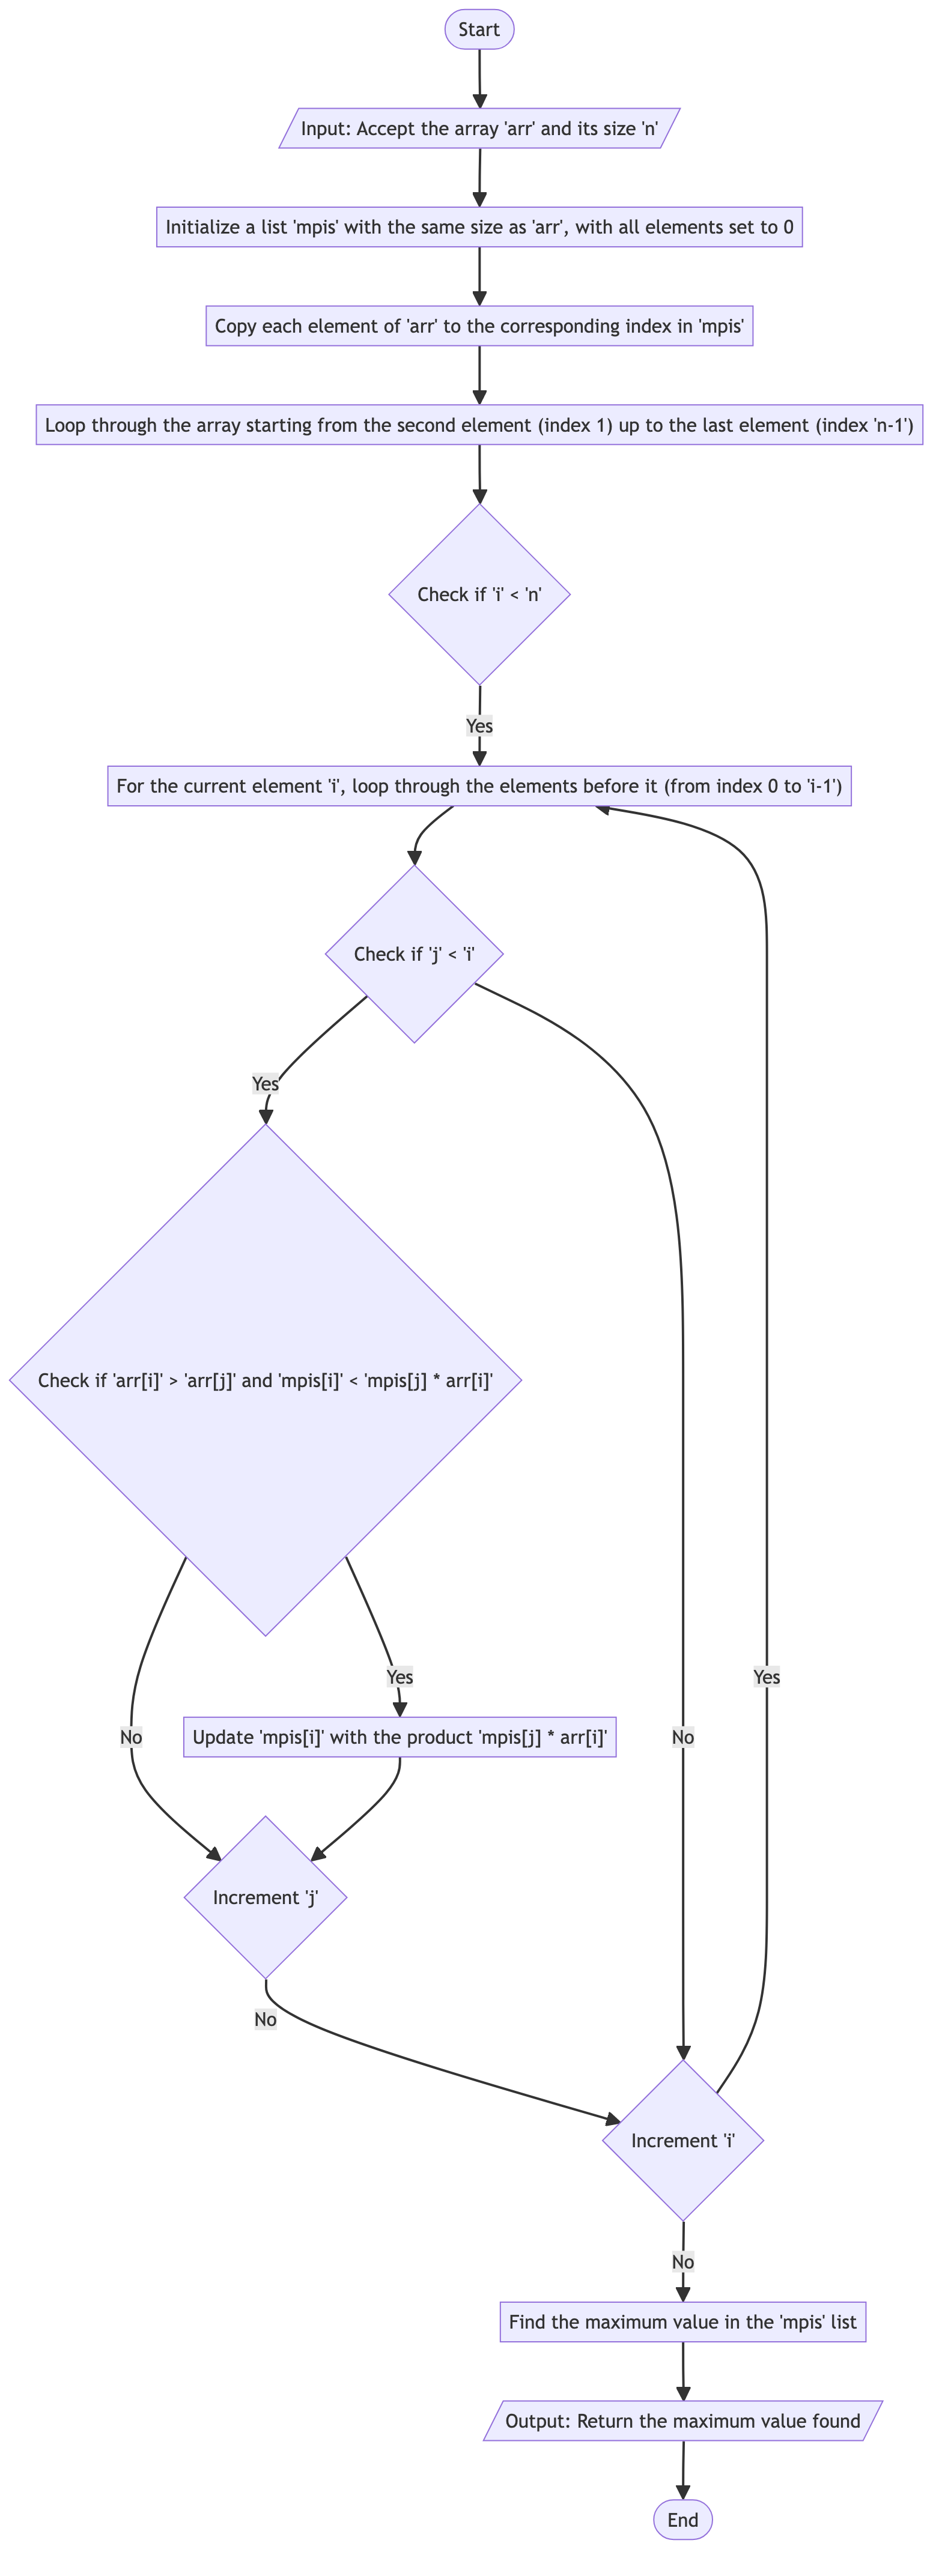 Start
Input: Accept the array 'arr' and its size 'n'
Initialize a list 'mpis' with the same size as 'arr', with all elements set to 0
Copy each element of 'arr' to the corresponding index in 'mpis'
Loop through the array starting from the second element (index 1) up to the last element (index 'n-1')
Check if 'i' < 'n'
Yes
For the current element 'i', loop through the elements before it (from index 0 to 'i-1')
Check if 'j' < 'i'
Yes
Check if 'arr[i]' > 'arr[j]' and 'mpis[i]' < 'mpis[j] * arr[i]'
Yes
Yes
No
Update 'mpis[i]' with the product 'mpis[j] * arr[i]'
No
Increment 'j'
No
Increment 'i'
No
Find the maximum value in the 'mpis' list
Output: Return the maximum value found
End